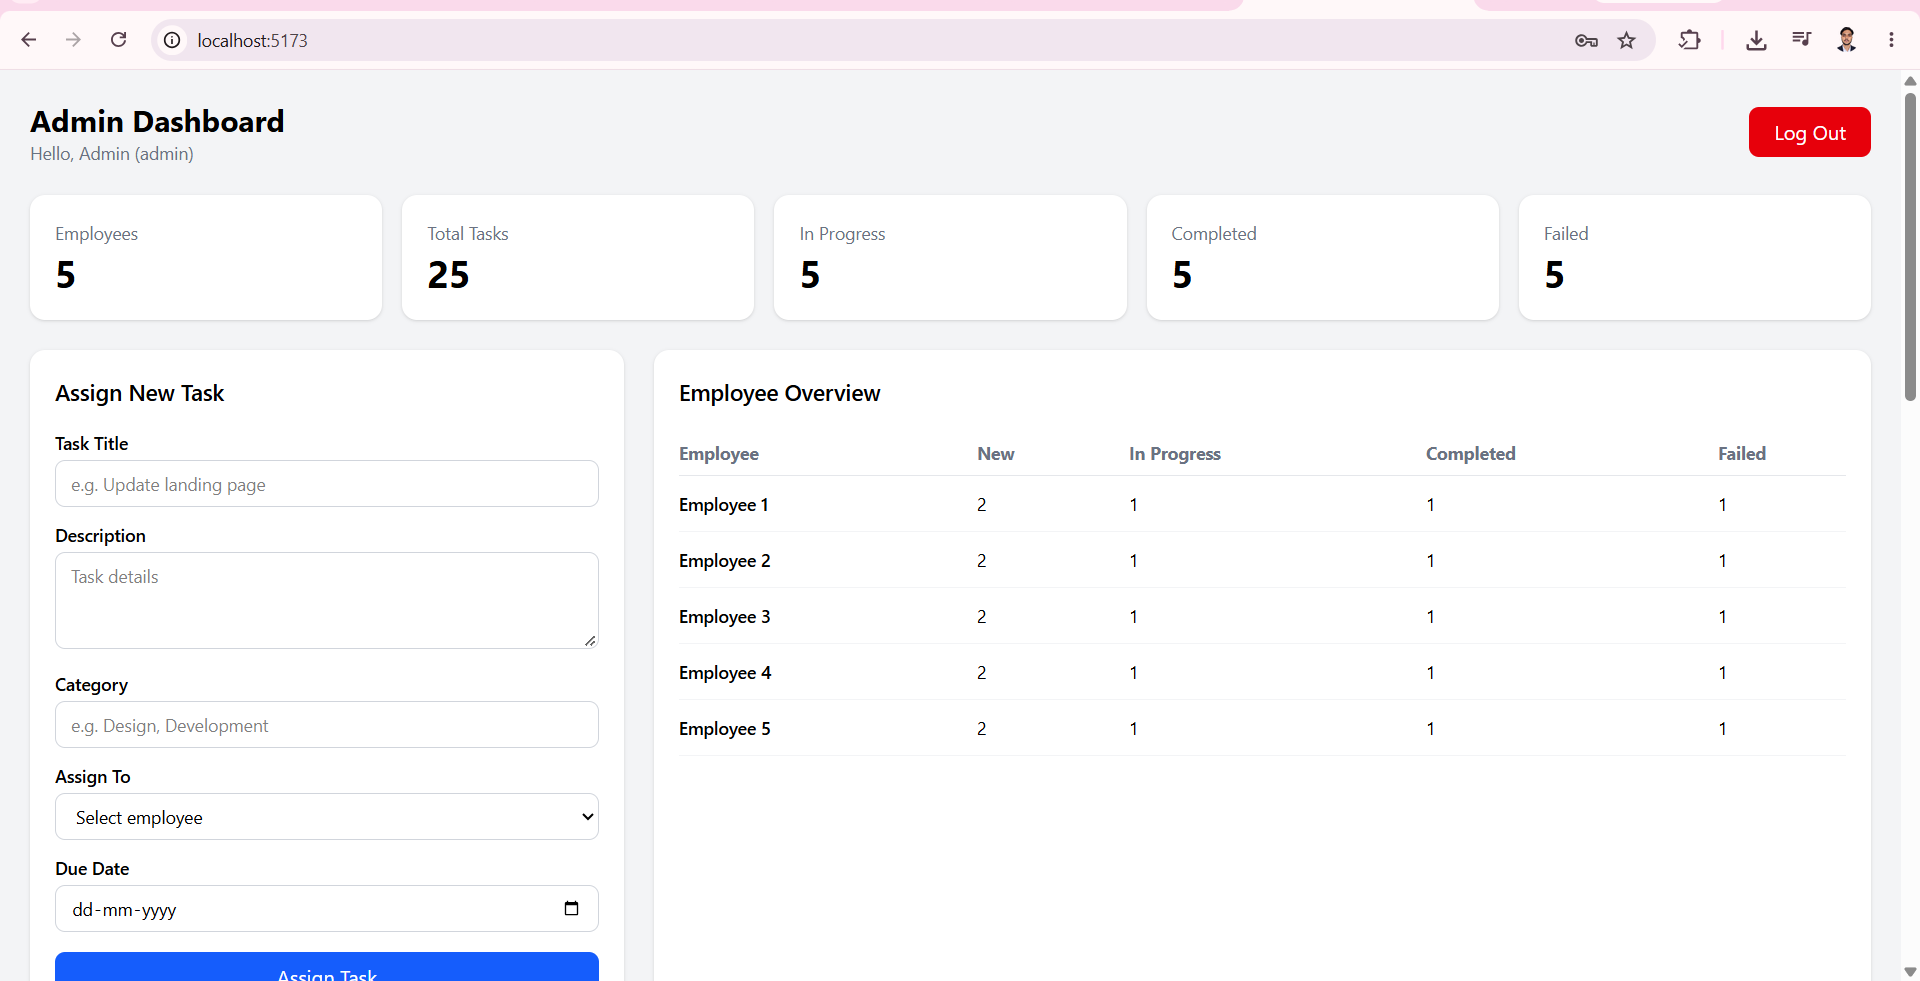 localhost:5173
Admin Dashboard
Hello, Admin (admin)
Log Out
Employees
5
Total Tasks
25
In Progress
5
Completed
5
Failed
5
Assign New Task
Task Title
e.g. Update landing page
Description
Task details
Category
e.g. Design, Development
Assign To
Select employee
Due Date
dd-mm-yyyy
Assign Task
Employee Overview
Employee New In Progress Completed Failed
Employee 1 2 1 1 1
Employee 2 2 1 1 1
Employee 3 2 1 1 1
Employee 4 2 1 1 1
Employee 5 2 1 1 1